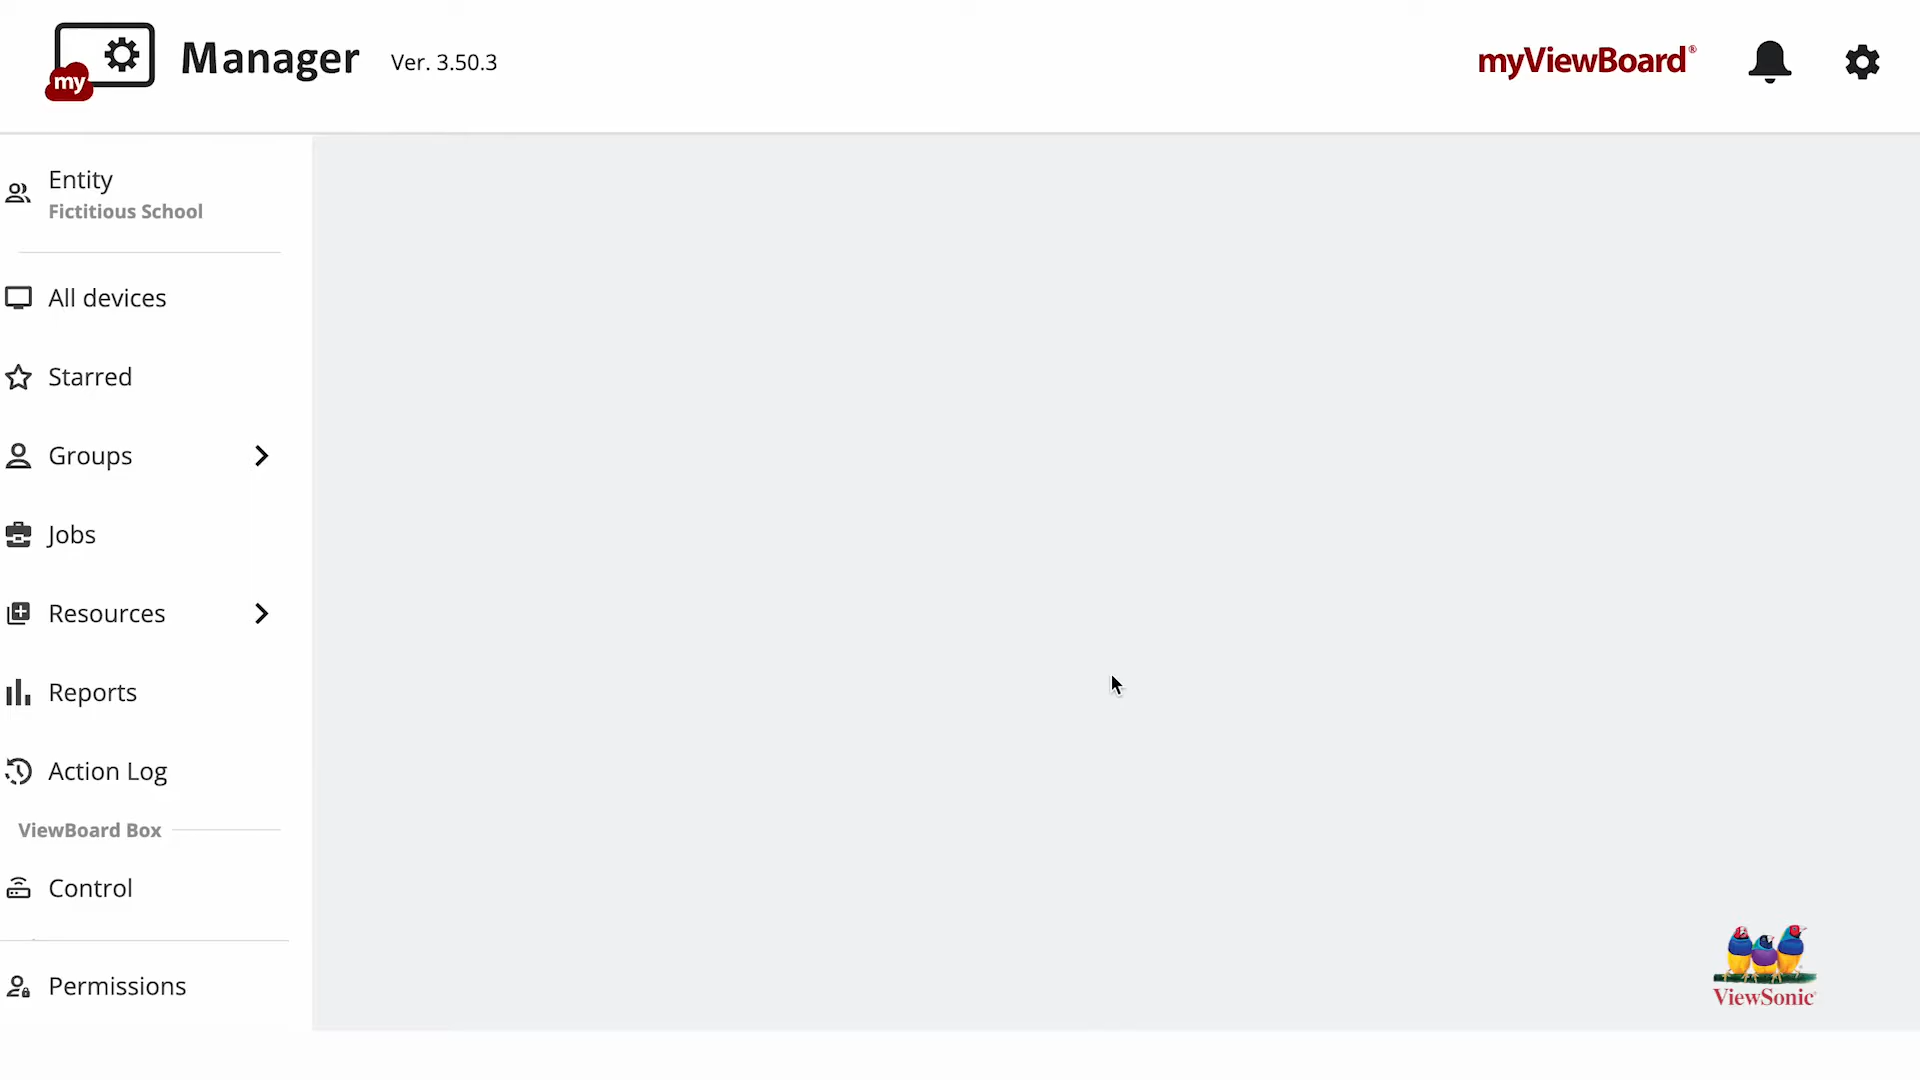 my
Manager
Ver. 3.50.3
myViewBoard®
Entity
Fictitious School
All devices
Starred
Groups
Jobs
Resources
Reports
Action Log
ViewBoard Box
Control
Permissions
ViewSonic